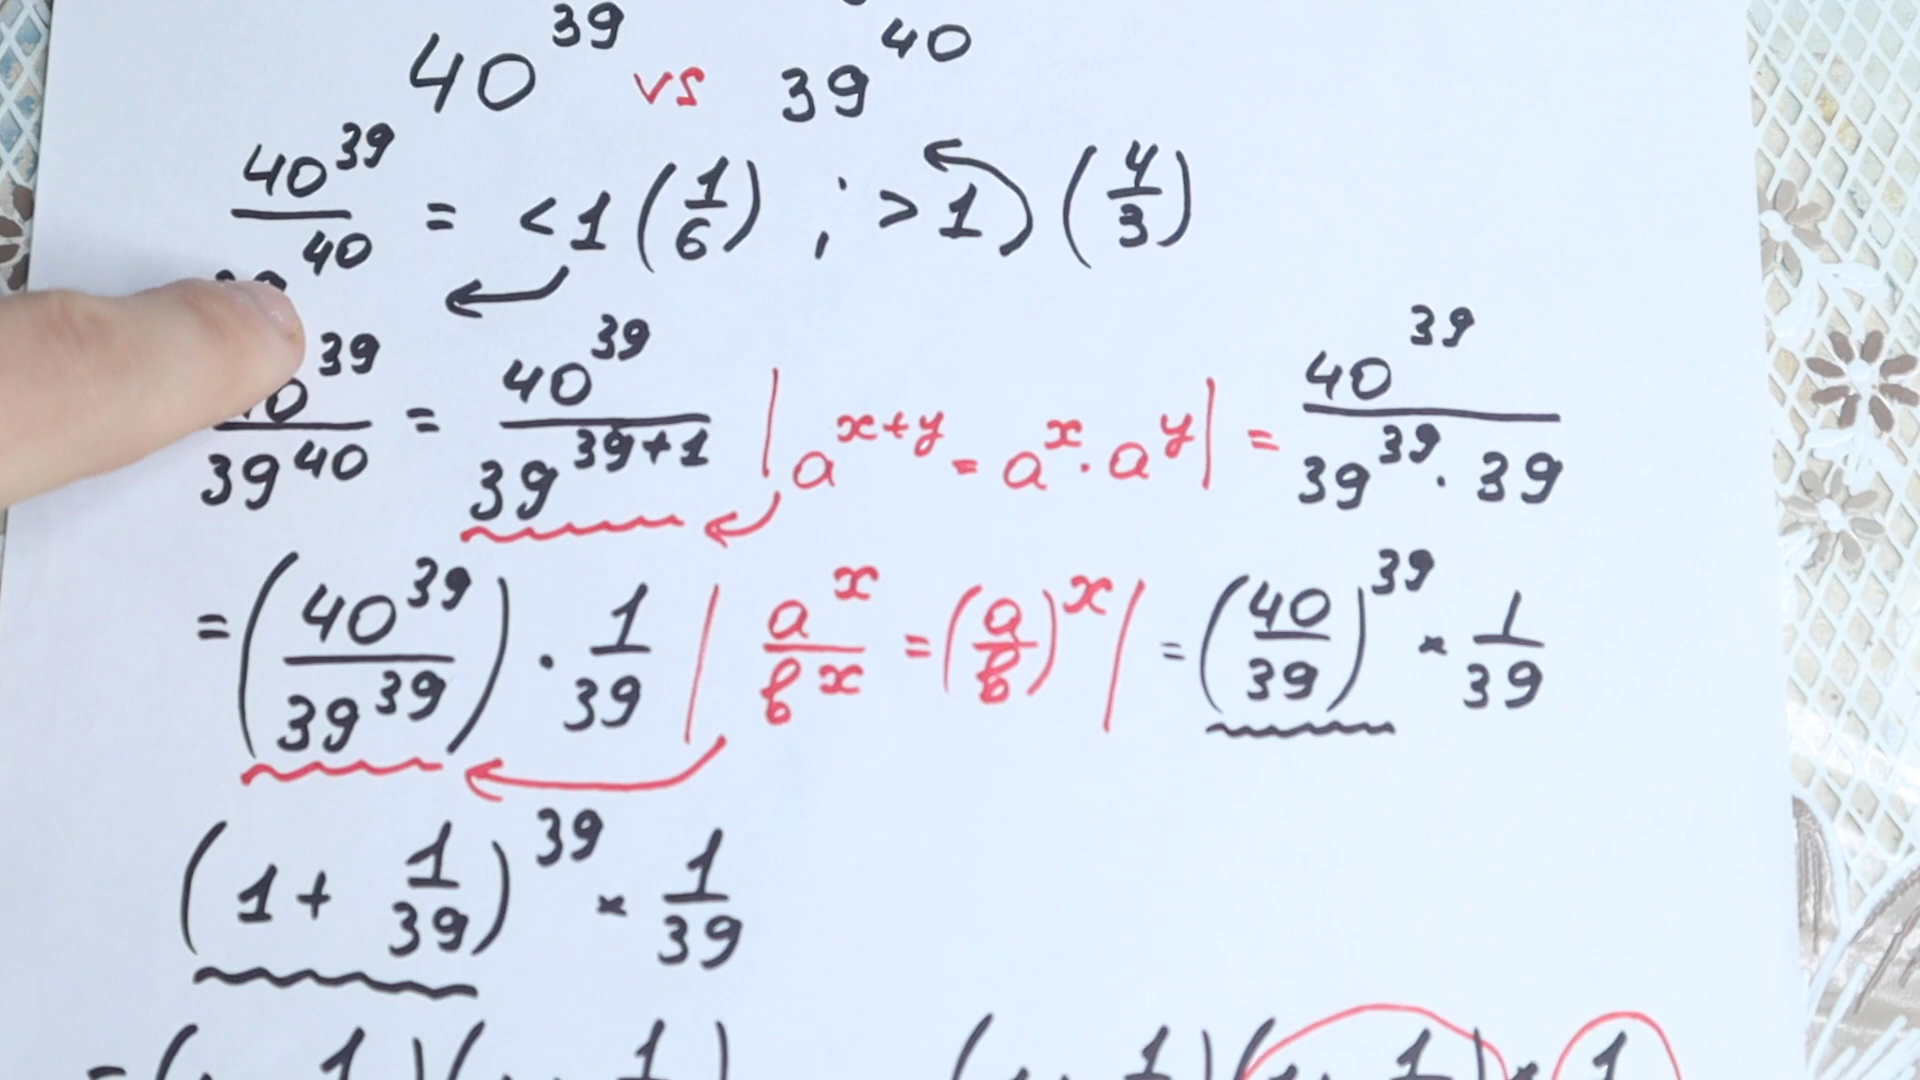 40^39 vs 39^40
40^39/39^40 = <1 (1/6) ; >1 (4/3)
40^39/39^40 = 40^39/39^(39+1) | a^(x+y) = a^x · a^y | = 40^39/(39^39 · 39)
= (40^39/39^39) · 1/39 | a^x/b^x = (a/b)^x | = (40/39)^39 × 1/39
(1 + 1/39)^39 × 1/39